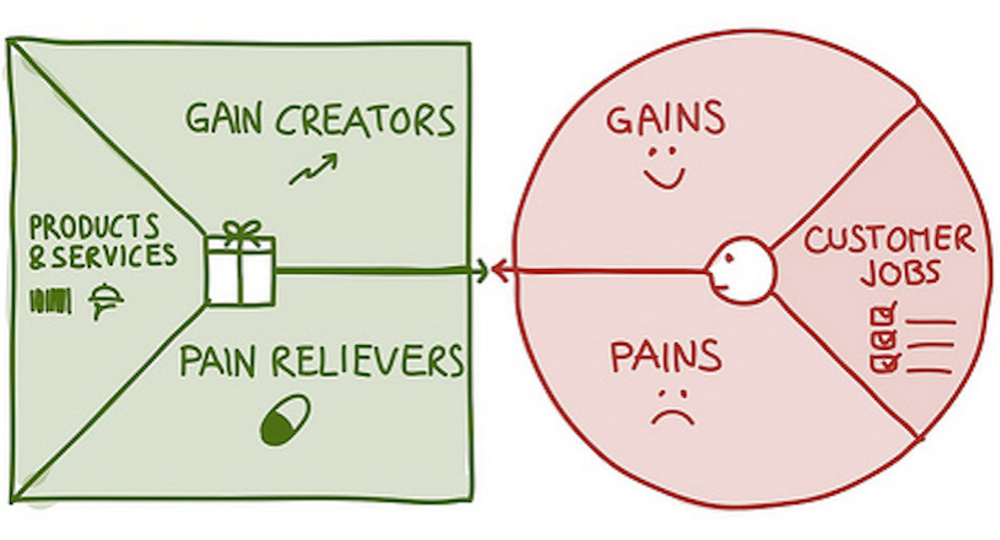 GAIN CREATORS
PRODUCTS
& SERVICES
PAIN RELIEVERS
GAINS
CUSTOMER
JOBS
PAINS